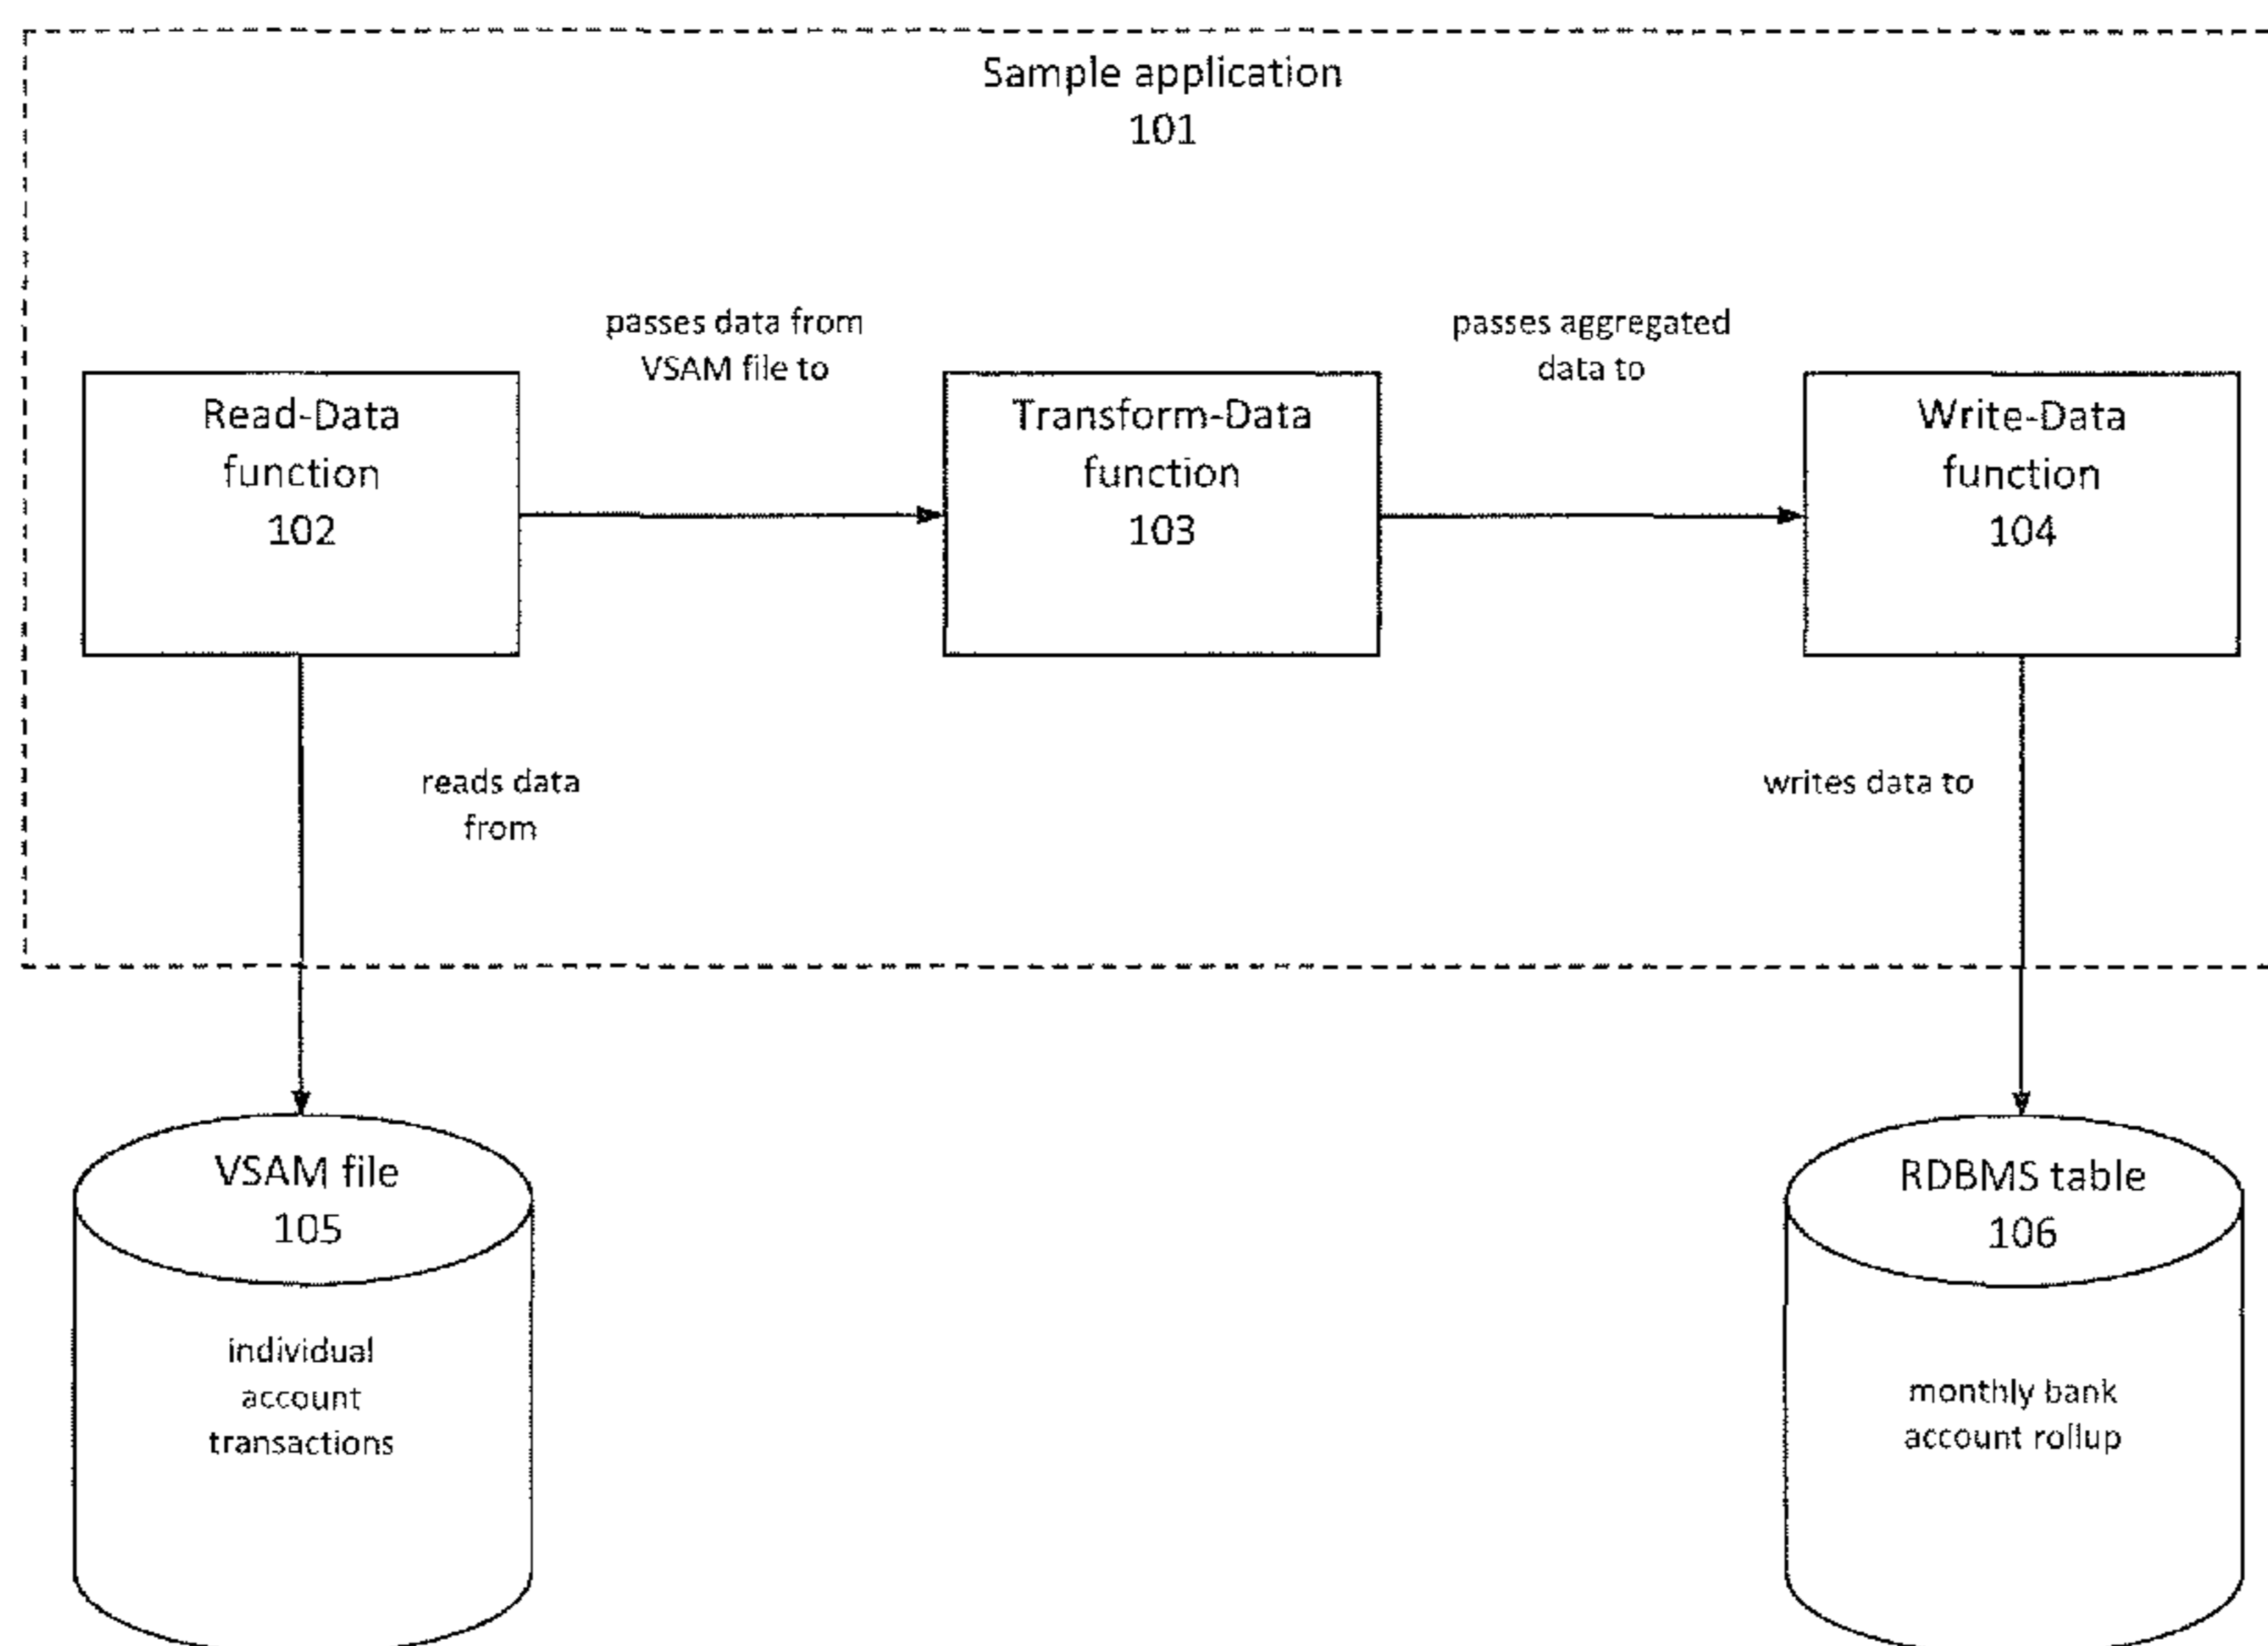 Sample application
101
passes data from
VSAM file to
passes aggregated
data to
Read-Data
function
102
Transform-Data
function
103
Write-Data
function
104
reads data
from
writes data to
VSAM file
105
RDBMS table
106
individual
account
transactions
monthly bank
account rollup